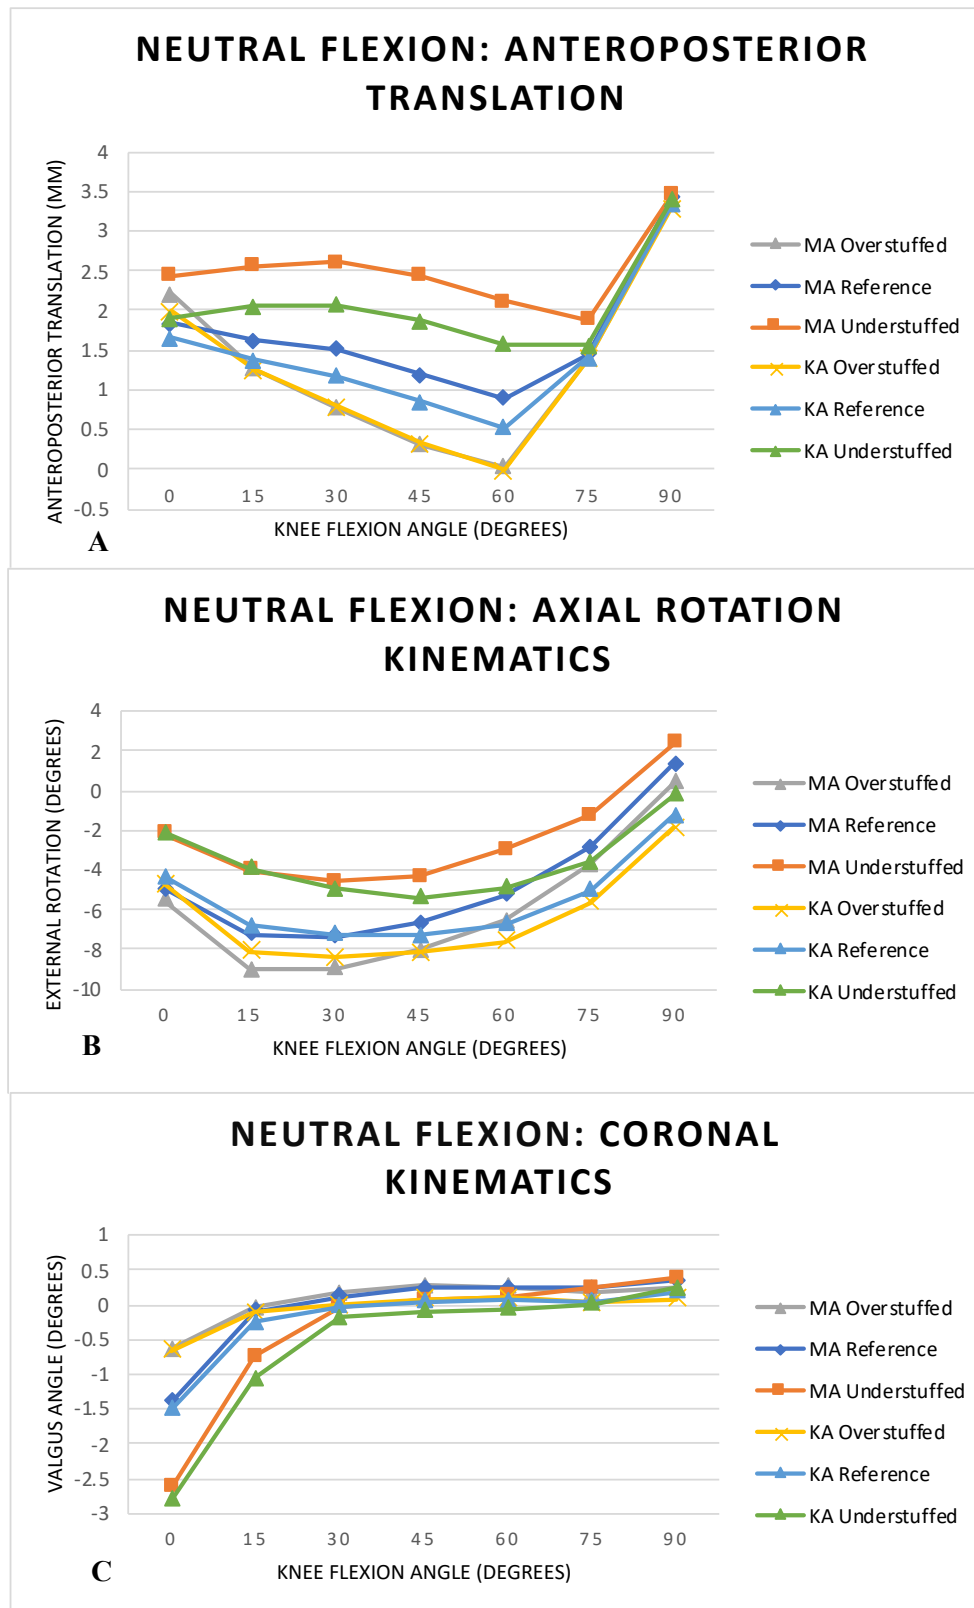 NEUTRAL FLEXION: ANTEROPOSTERIOR
TRANSLATION
ANTEROPOSTERIOR TRANSLATION (MM)
4
3.5
3
2.5
2
1.5
1
0.5
0
-0.5
0 15 30 45 60 75 90
KNEE FLEXION ANGLE (DEGREES)
MA Overstuffed
MA Reference
MA Understuffed
KA Overstuffed
KA Reference
KA Understuffed
A
NEUTRAL FLEXION: AXIAL ROTATION
KINEMATICS
EXTERNAL ROTATION (DEGREES)
4
2
0
-2
-4
-6
-8
-10
0 15 30 45 60 75 90
KNEE FLEXION ANGLE (DEGREES)
MA Overstuffed
MA Reference
MA Understuffed
KA Overstuffed
KA Reference
KA Understuffed
B
NEUTRAL FLEXION: CORONAL
KINEMATICS
VALGUS ANGLE (DEGREES)
1
0.5
0
-0.5
-1
-1.5
-2
-2.5
-3
0 15 30 45 60 75 90
KNEE FLEXION ANGLE (DEGREES)
MA Overstuffed
MA Reference
MA Understuffed
KA Overstuffed
KA Reference
KA Understuffed
C